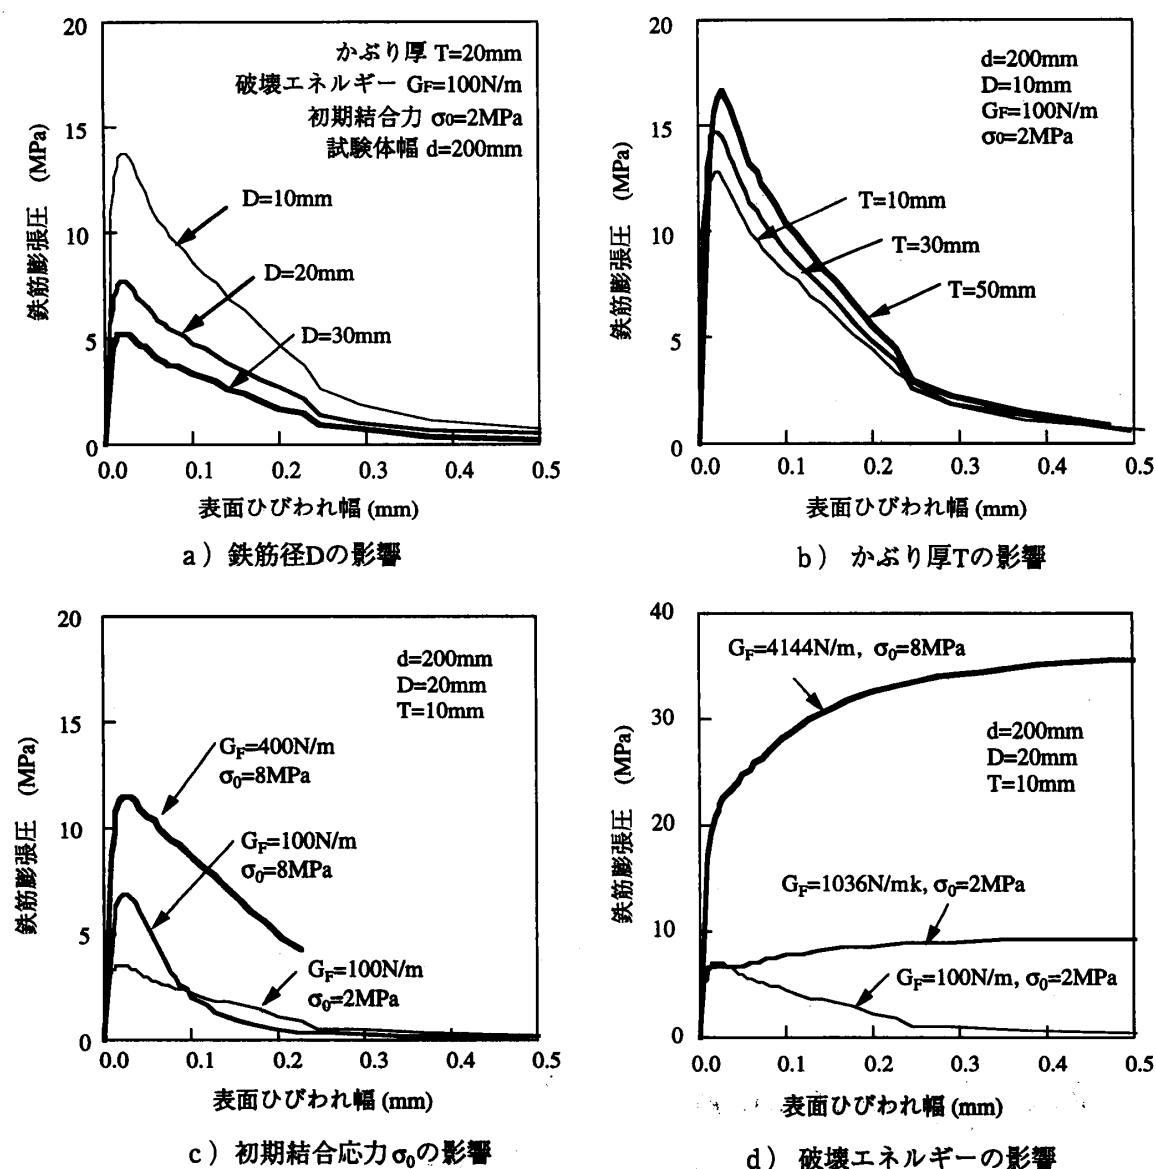 20
15
10
5
0
鉄筋膨張圧 (MPa)
かぶり厚 T=20mm
破壊エネルギー GF=100N/m
初期結合力 σ0=2MPa
試験体幅 d=200mm
D=10mm
D=20mm
D=30mm
0.0 0.1 0.2 0.3 0.4 0.5
表面ひびわれ幅 (mm)
a) 鉄筋径Dの影響
20
15
10
5
0
鉄筋膨張圧 (MPa)
d=200mm
D=10mm
GF=100N/m
σ0=2MPa
T=10mm
T=30mm
T=50mm
0.0 0.1 0.2 0.3 0.4 0.5
表面ひびわれ幅 (mm)
b) かぶり厚Tの影響
20
15
10
5
0
鉄筋膨張圧 (MPa)
d=200mm
D=20mm
T=10mm
GF=400N/m
σ0=8MPa
GF=100N/m
σ0=8MPa
GF=100N/m
σ0=2MPa
0.0 0.1 0.2 0.3 0.4 0.5
表面ひびわれ幅 (mm)
c) 初期結合応力σ0の影響
40
30
20
10
0
鉄筋膨張圧 (MPa)
GF=4144N/m, σ0=8MPa
d=200mm
D=20mm
T=10mm
GF=1036N/mk, σ0=2MPa
GF=100N/m, σ0=2MPa
0.0 0.1 0.2 0.3 0.4 0.5
表面ひびわれ幅 (mm)
d) 破壊エネルギーの影響